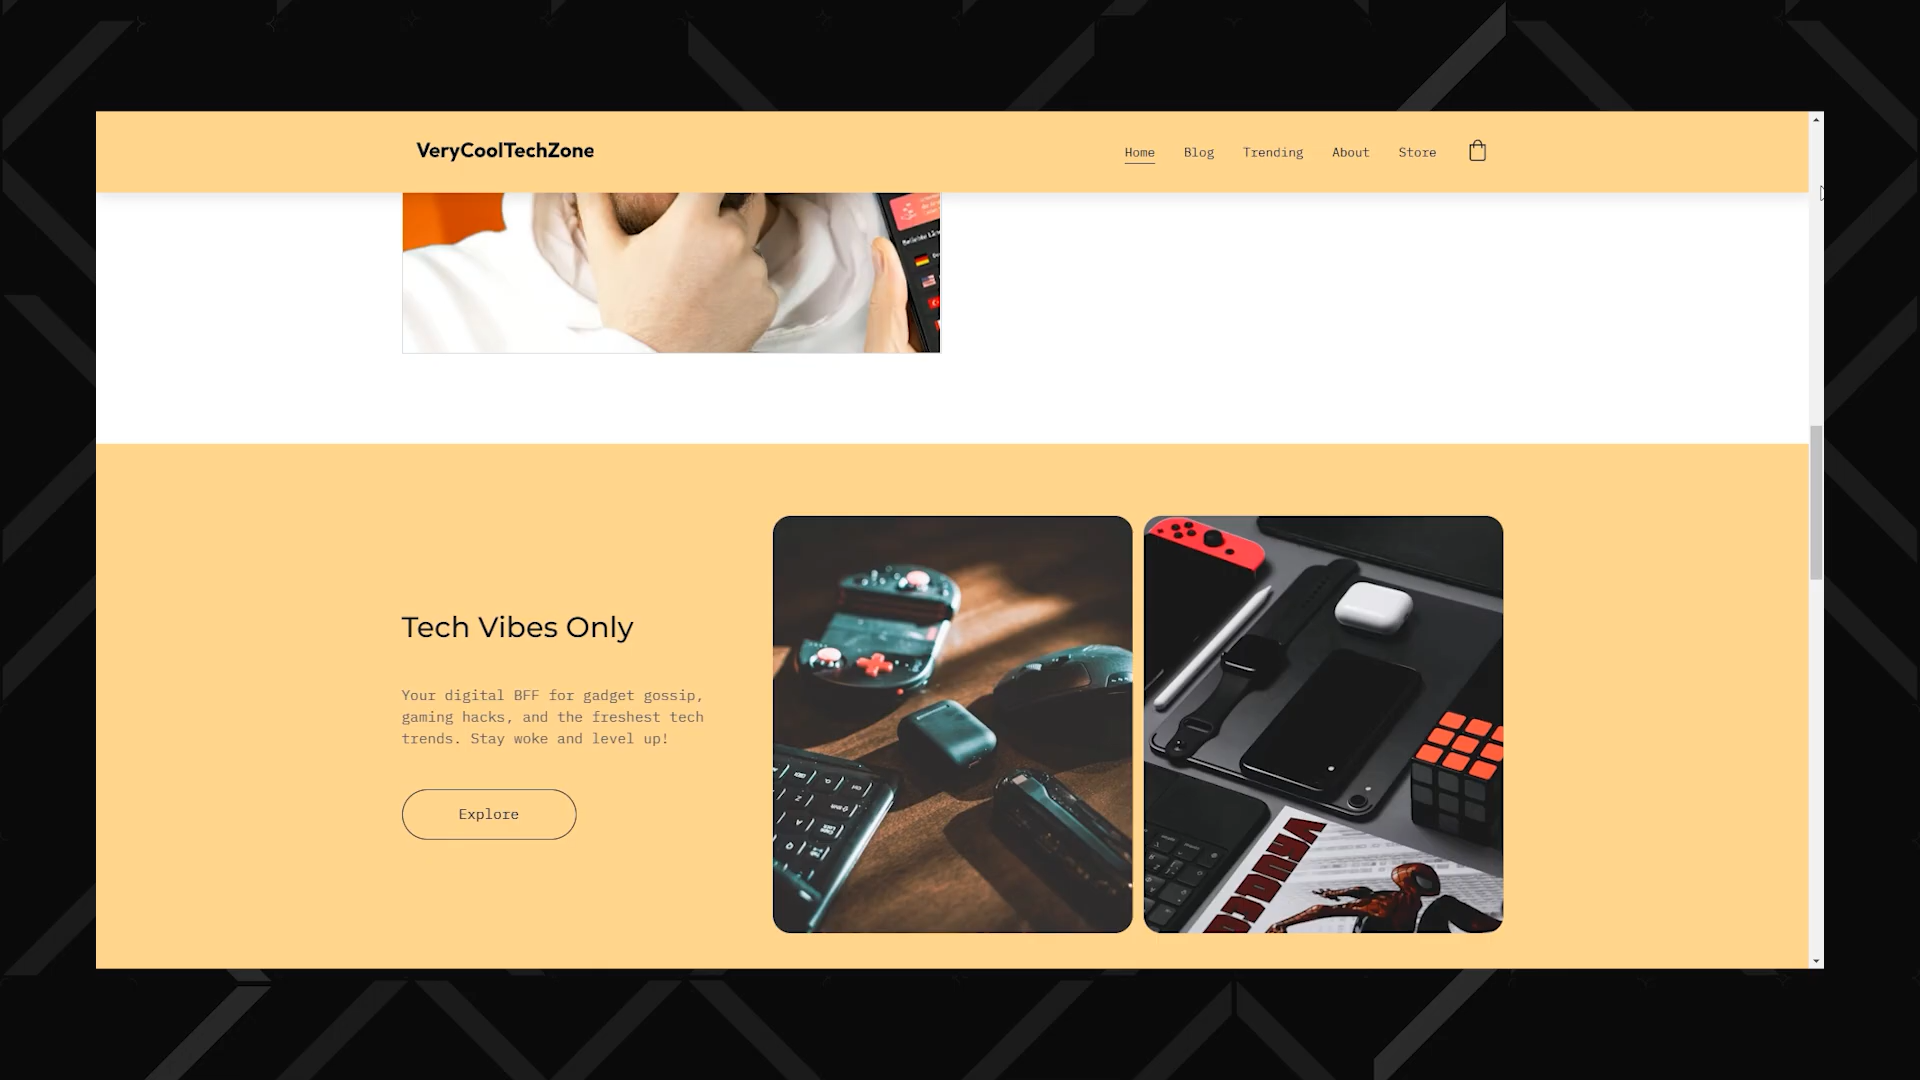 VeryCoolTechZone
Home Blog Trending About Store
Tech Vibes Only
Your digital BFF for gadget gossip,
gaming hacks, and the freshest tech
trends. Stay woke and level up!
Explore